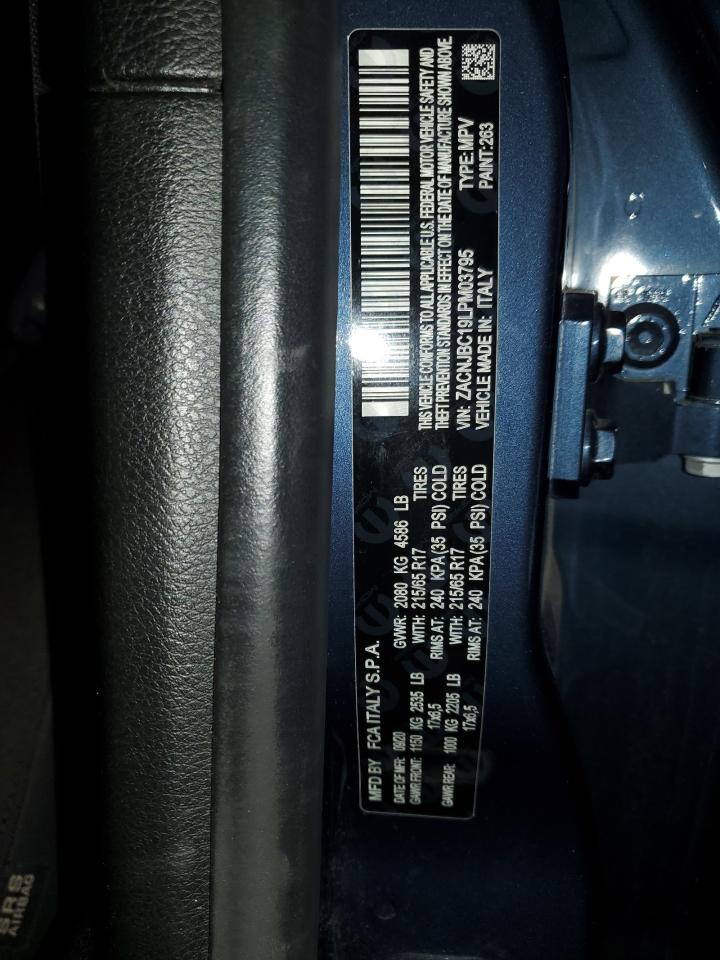 MFD BY FCA ITALY S.P.A.
DATE OF MFR: 09/20 GVWR: 2080 KG 4586 LB
GAWR FRONT: 1150 KG 2535 LB WITH: 215/65 R17 TIRES
17x6,5 RIMS AT: 240 KPA (35 PSI) COLD
GAWR REAR: 1000 KG 2205 LB WITH: 215/65 R17 TIRES
17x6,5 RIMS AT: 240 KPA (35 PSI) COLD
THIS VEHICLE CONFORMS TO ALL APPLICABLE U.S. FEDERAL MOTOR VEHICLE SAFETY AND
THEFT PREVENTION STANDARDS IN EFFECT ON THE DATE OF MANUFACTURE SHOWN ABOVE.
VIN: ZACNJBC19LPM03795 TYPE: MPV
VEHICLE MADE IN: ITALY PAINT: 263
SRS
AIRBAG